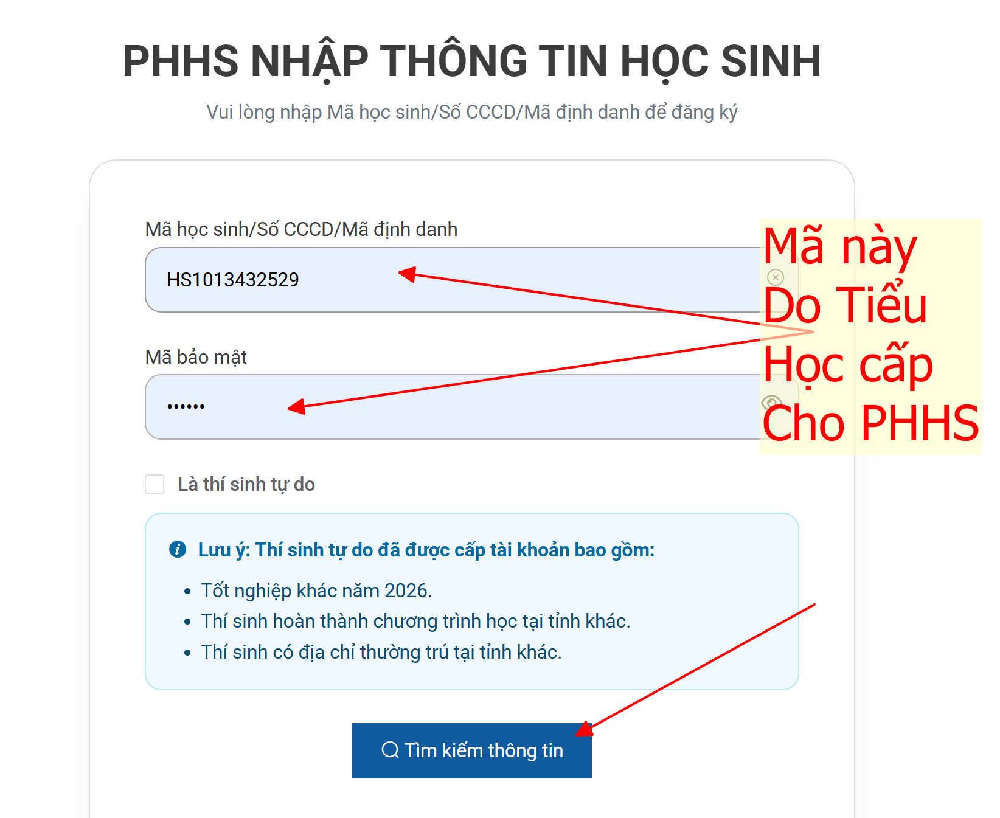 PHHS NHẬP THÔNG TIN HỌC SINH
Vui lòng nhập Mã học sinh/Số CCCD/Mã định danh để đăng ký
Mã học sinh/Số CCCD/Mã định danh
HS1013432529
Mã này
Do Tiểu
Học cấp
Cho PHHS
Mã bảo mật
••••••
Là thí sinh tự do
Lưu ý: Thí sinh tự do đã được cấp tài khoản bao gồm:
• Tốt nghiệp khác năm 2026.
• Thí sinh hoàn thành chương trình học tại tỉnh khác.
• Thí sinh có địa chỉ thường trú tại tỉnh khác.
Tìm kiếm thông tin